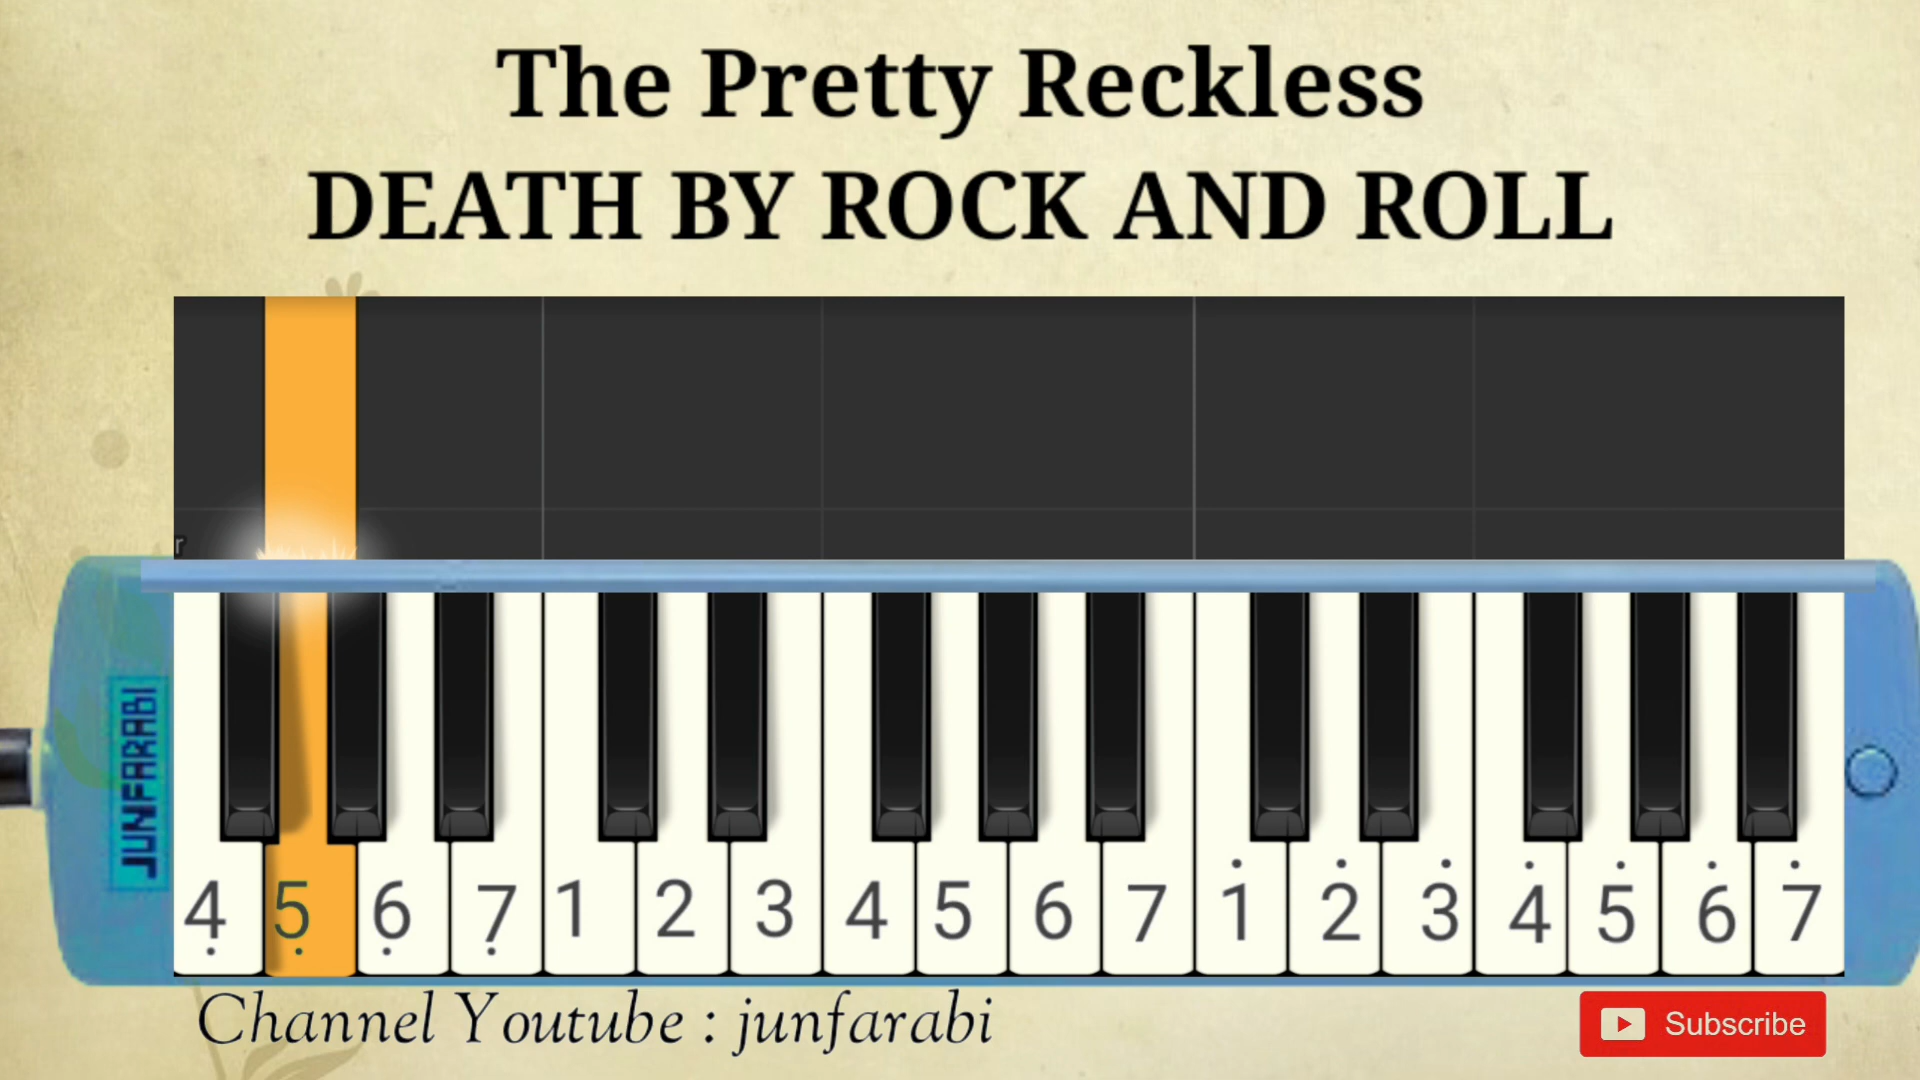 The Pretty Reckless
DEATH BY ROCK AND ROLL
r
JUNFARABI
4̣ 5̣ 6̣ 7̣ 1 2 3 4 5 6 7 1̇ 2̇ 3̇ 4̇ 5̇ 6̇ 7̇
Channel Youtube : junfarabi
Subscribe